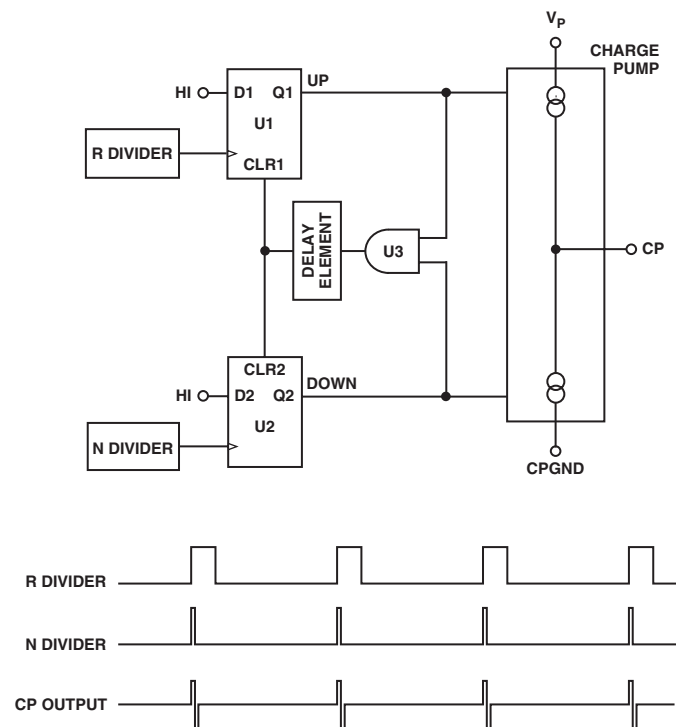 VP
CHARGE
PUMP
UP
HI
D1
Q1
U1
R DIVIDER
CLR1
DELAY
ELEMENT
U3
CP
CLR2
DOWN
HI
D2
Q2
U2
N DIVIDER
CPGND
R DIVIDER
N DIVIDER
CP OUTPUT